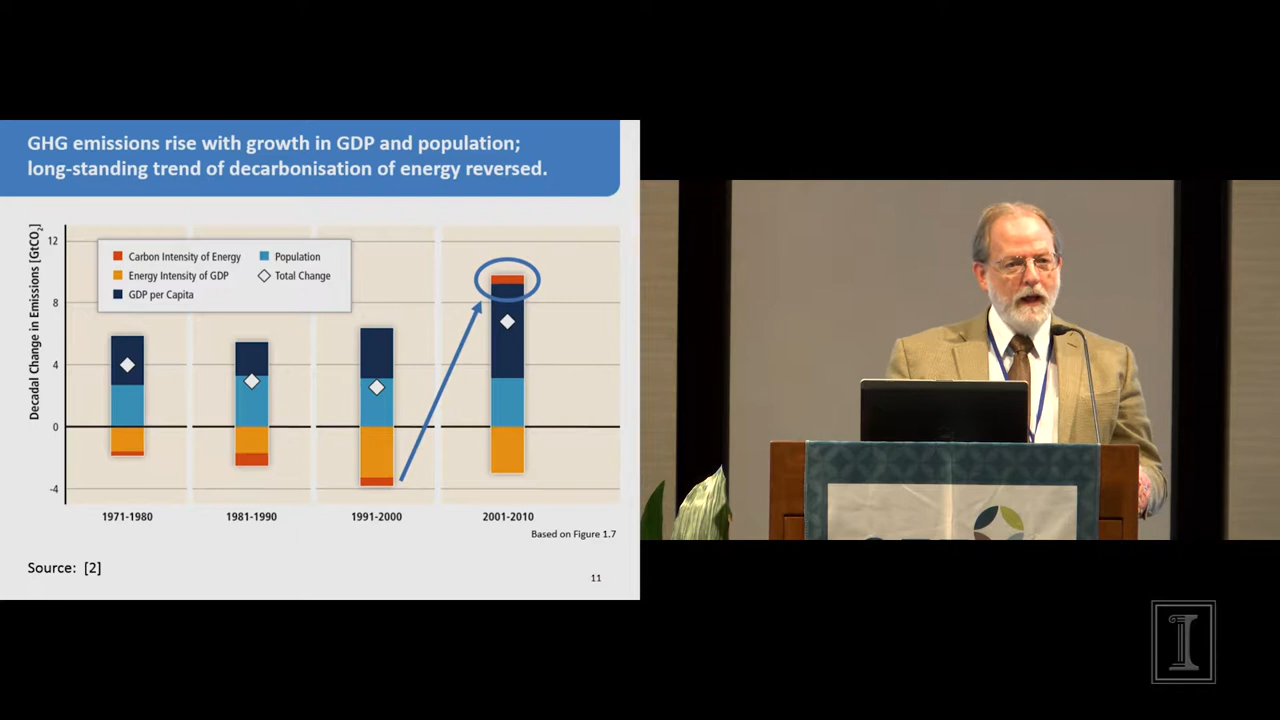 GHG emissions rise with growth in GDP and population;
long-standing trend of decarbonisation of energy reversed.
Decadal Change in Emissions [GtCO₂]
12
8
4
0
-4
Carbon Intensity of Energy
Population
Energy Intensity of GDP
Total Change
GDP per Capita
1971-1980
1981-1990
1991-2000
2001-2010
Based on Figure 1.7
Source: [2]
11
I